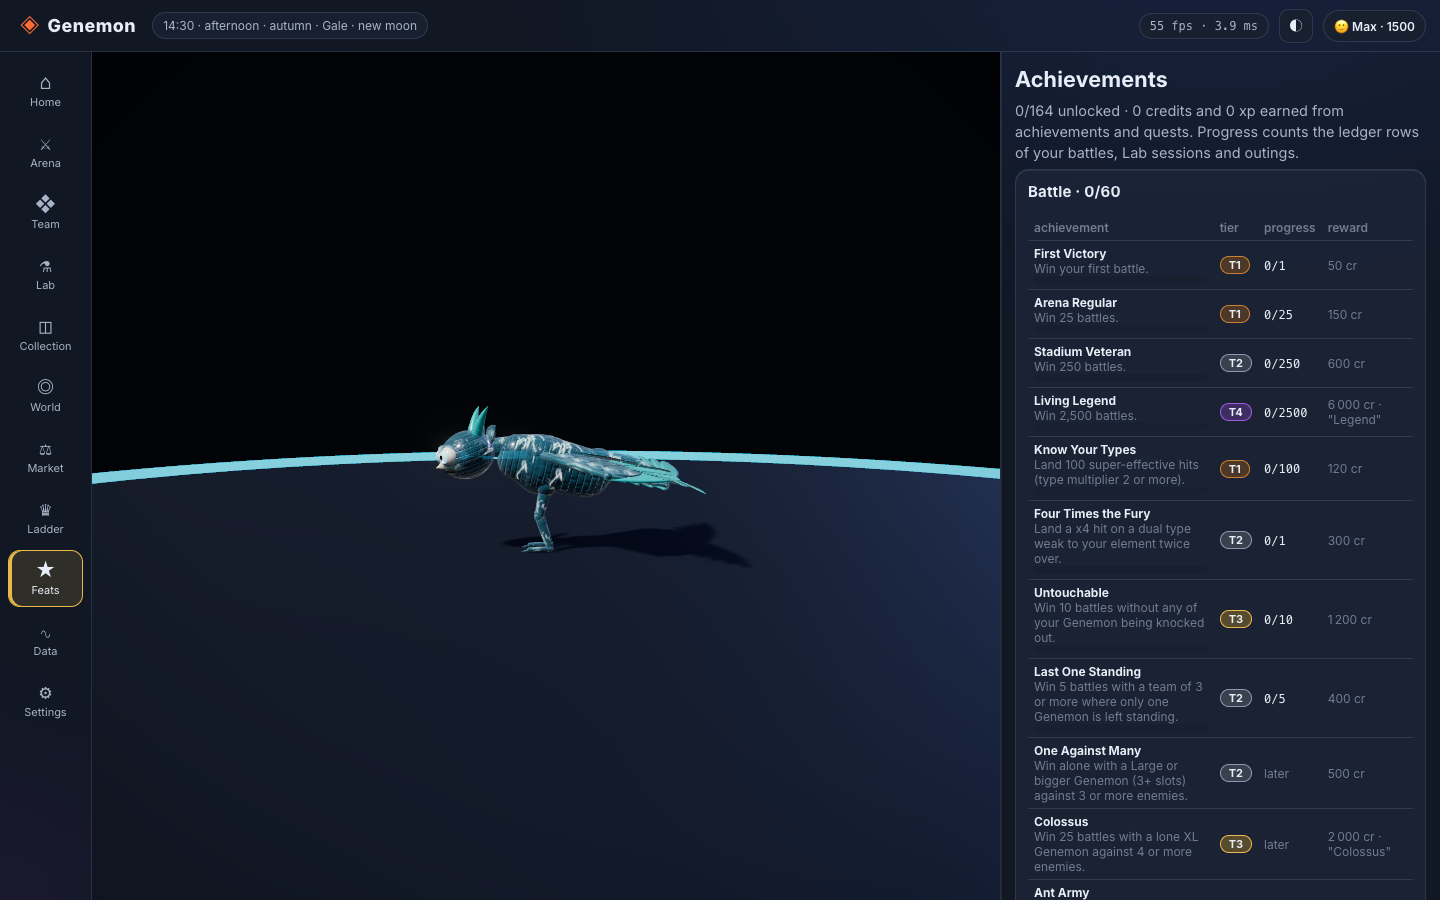 Genemon
14:30 · afternoon · autumn · Gale · new moon
55 fps · 3.9 ms
Max · 1500
Home
Arena
Team
Lab
Collection
World
Market
Ladder
Feats
Data
Settings
Achievements
0/164 unlocked · 0 credits and 0 xp earned from
achievements and quests. Progress counts the ledger rows
of your battles, Lab sessions and outings.
Battle · 0/60
achievement tier progress reward
First Victory
Win your first battle.
T1 0/1 50 cr
Arena Regular
Win 25 battles.
T1 0/25 150 cr
Stadium Veteran
Win 250 battles.
T2 0/250 600 cr
Living Legend
Win 2,500 battles.
T4 0/2500 6 000 cr ·
"Legend"
Know Your Types
Land 100 super-effective hits
(type multiplier 2 or more).
T1 0/100 120 cr
Four Times the Fury
Land a x4 hit on a dual type
weak to your element twice
over.
T2 0/1 300 cr
Untouchable
Win 10 battles without any of
your Genemon being knocked
out.
T3 0/10 1 200 cr
Last One Standing
Win 5 battles with a team of 3
or more where only one
Genemon is left standing.
T2 0/5 400 cr
One Against Many
Win alone with a Large or
bigger Genemon (3+ slots)
against 3 or more enemies.
T2 later 500 cr
Colossus
Win 25 battles with a lone XL
Genemon against 4 or more
enemies.
T3 later 2 000 cr ·
"Colossus"
Ant Army